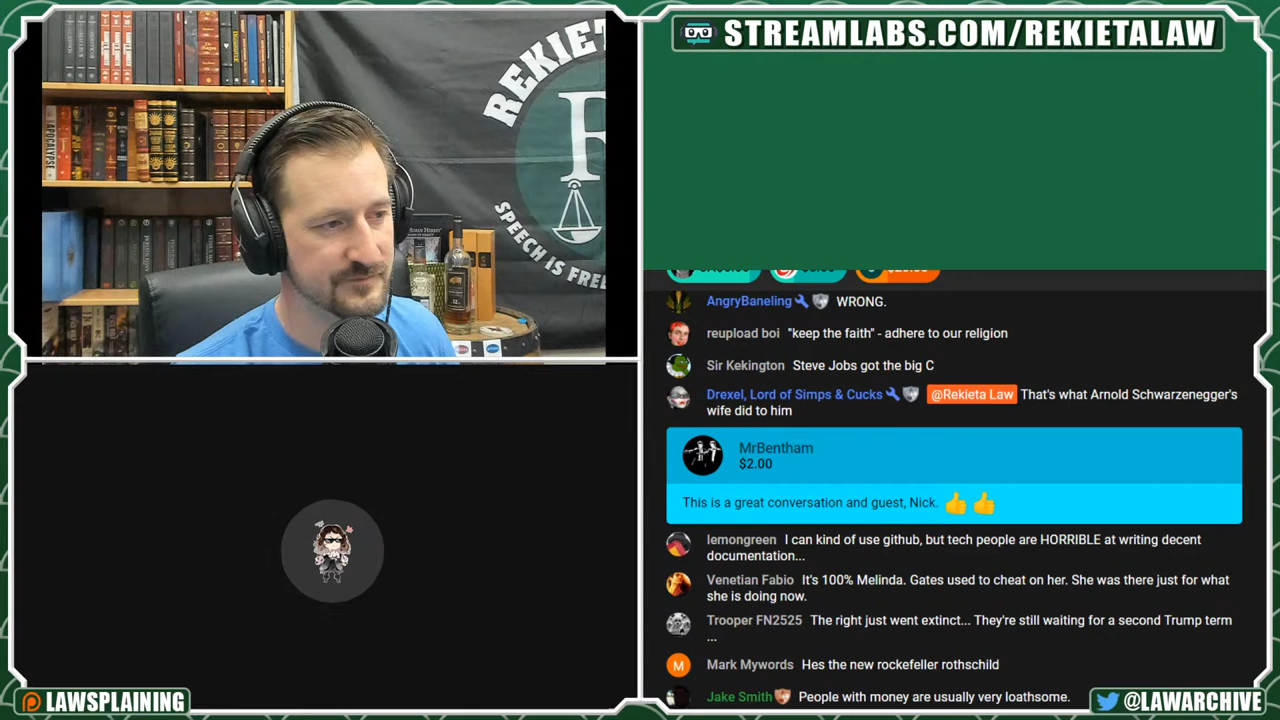 STREAMLABS.COM/REKIETALAW
REKIET
R
SPEECH IS FREE
APOCALYPSE
AngryBaneling WRONG.
reupload boi "keep the faith" - adhere to our religion
Sir Kekington Steve Jobs got the big C
Drexel, Lord of Simps & Cucks @Rekieta Law That's what Arnold Schwarzenegger's
wife did to him
MrBentham
$2.00
This is a great conversation and guest, Nick. 👍👍
lemongreen I can kind of use github, but tech people are HORRIBLE at writing decent
documentation...
Venetian Fabio It's 100% Melinda. Gates used to cheat on her. She was there just for what
she is doing now.
Trooper FN2525 The right just went extinct... They're still waiting for a second Trump term
...
M
Mark Mywords Hes the new rockefeller rothschild
Jake Smith People with money are usually very loathsome.
LAWSPLAINING
@LAWARCHIVE